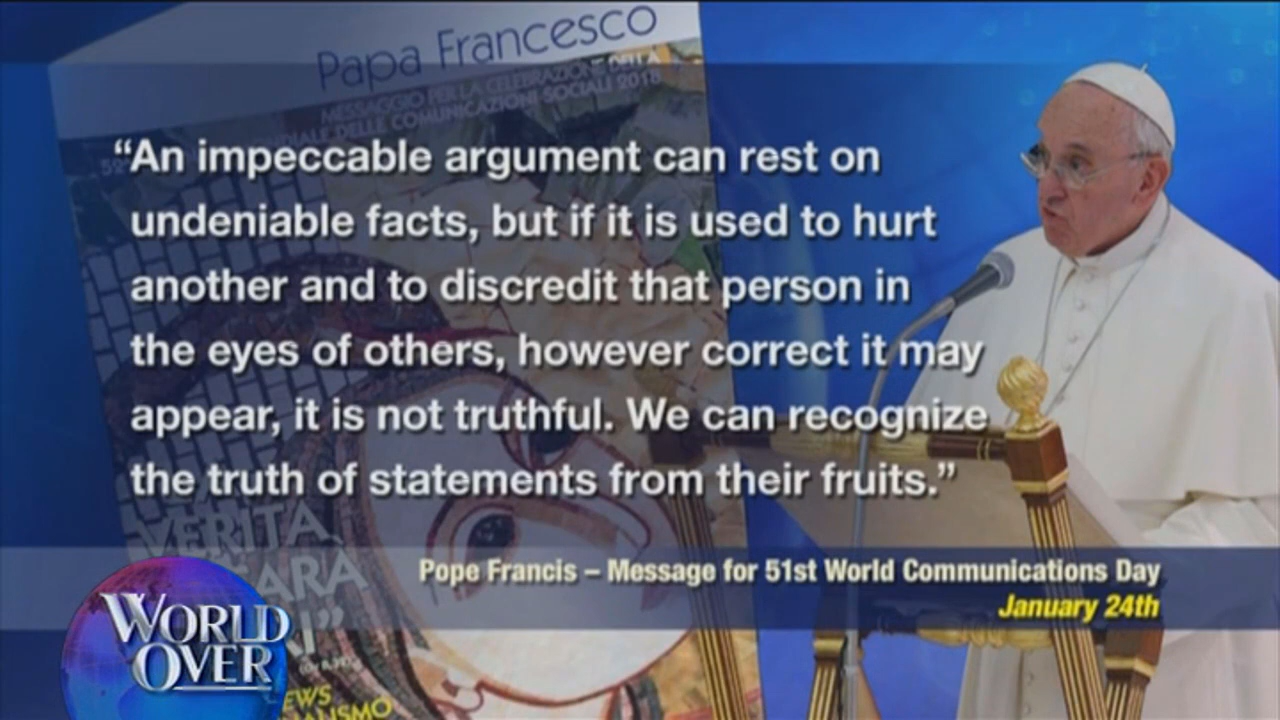 Papa Francesco
MESSAGGIO PER LA CELEBRAZIONE DELLA
DELLE COMUNICAZIONI SOCIALI 2018
“An impeccable argument can rest on
undeniable facts, but if it is used to hurt
another and to discredit that person in
the eyes of others, however correct it may
appear, it is not truthful. We can recognize
the truth of statements from their fruits.”
VERITÀ
Pope Francis – Message for 51st World Communications Day
January 24th
WORLD
OVER